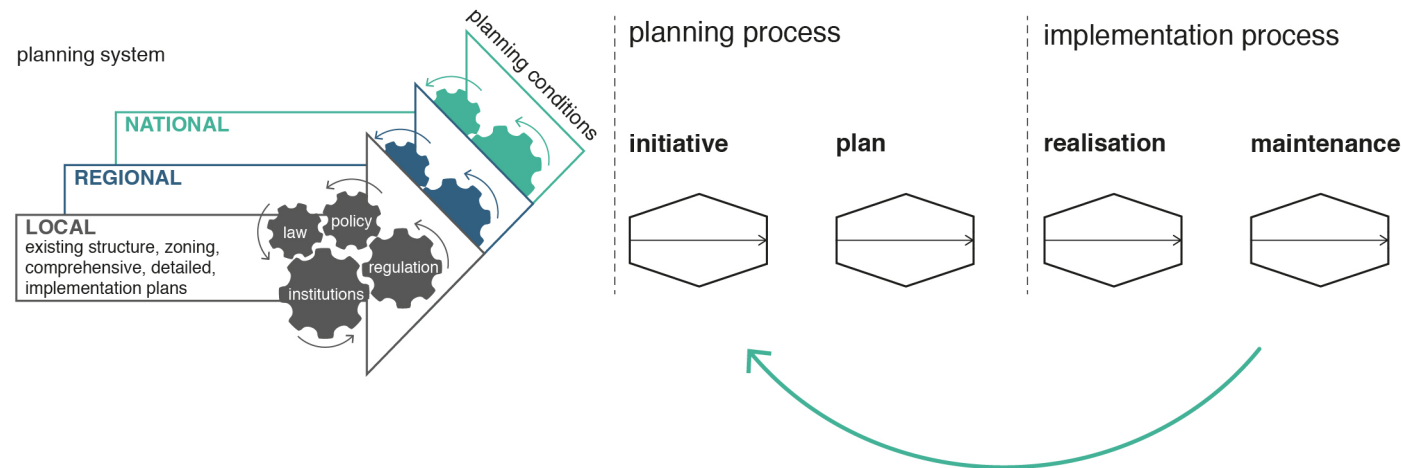 planning system
NATIONAL
REGIONAL
LOCAL
existing structure, zoning,
comprehensive, detailed,
implementation plans
law
policy
institutions
regulation
planning conditions
planning process
initiative
plan
implementation process
realisation
maintenance